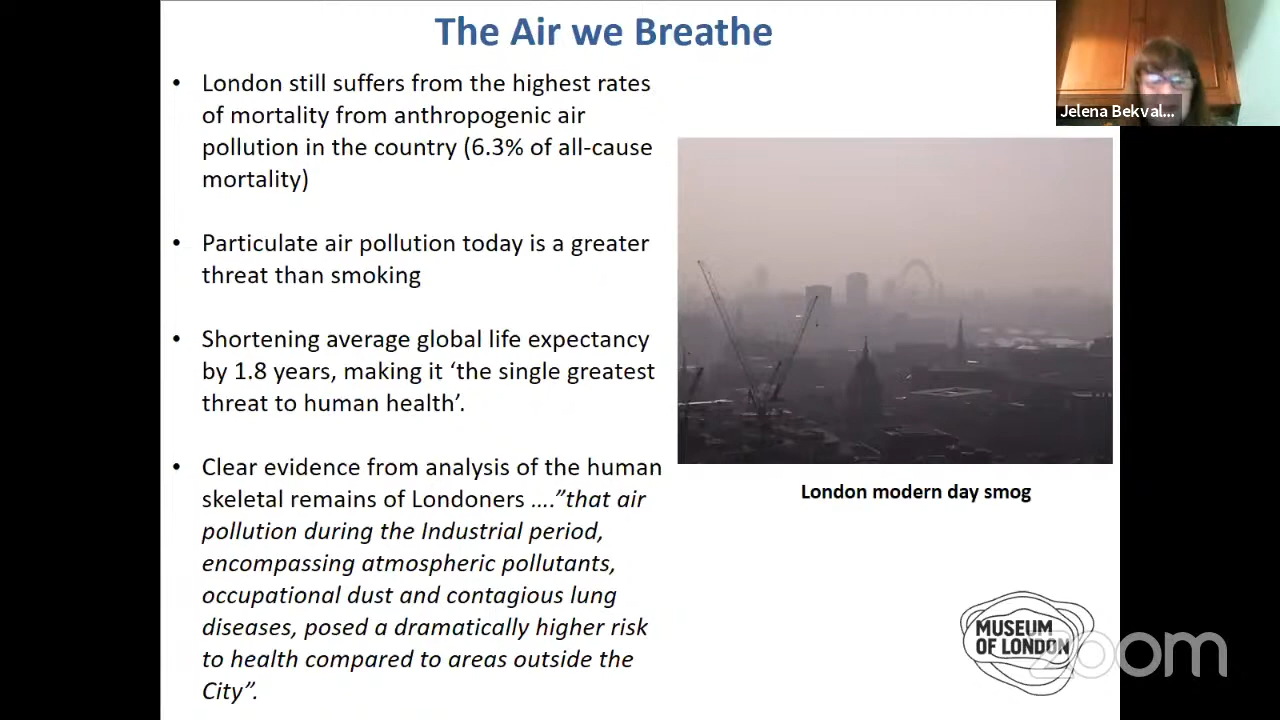 The Air we Breathe
• London still suffers from the highest rates
of mortality from anthropogenic air
pollution in the country (6.3% of all-cause
mortality)
• Particulate air pollution today is a greater
threat than smoking
• Shortening average global life expectancy
by 1.8 years, making it ‘the single greatest
threat to human health’.
• Clear evidence from analysis of the human
skeletal remains of Londoners ….”that air
pollution during the Industrial period,
encompassing atmospheric pollutants,
occupational dust and contagious lung
diseases, posed a dramatically higher risk
to health compared to areas outside the
City”.
Jelena Bekval...
London modern day smog
MUSEUM
OF LONDON
zoom